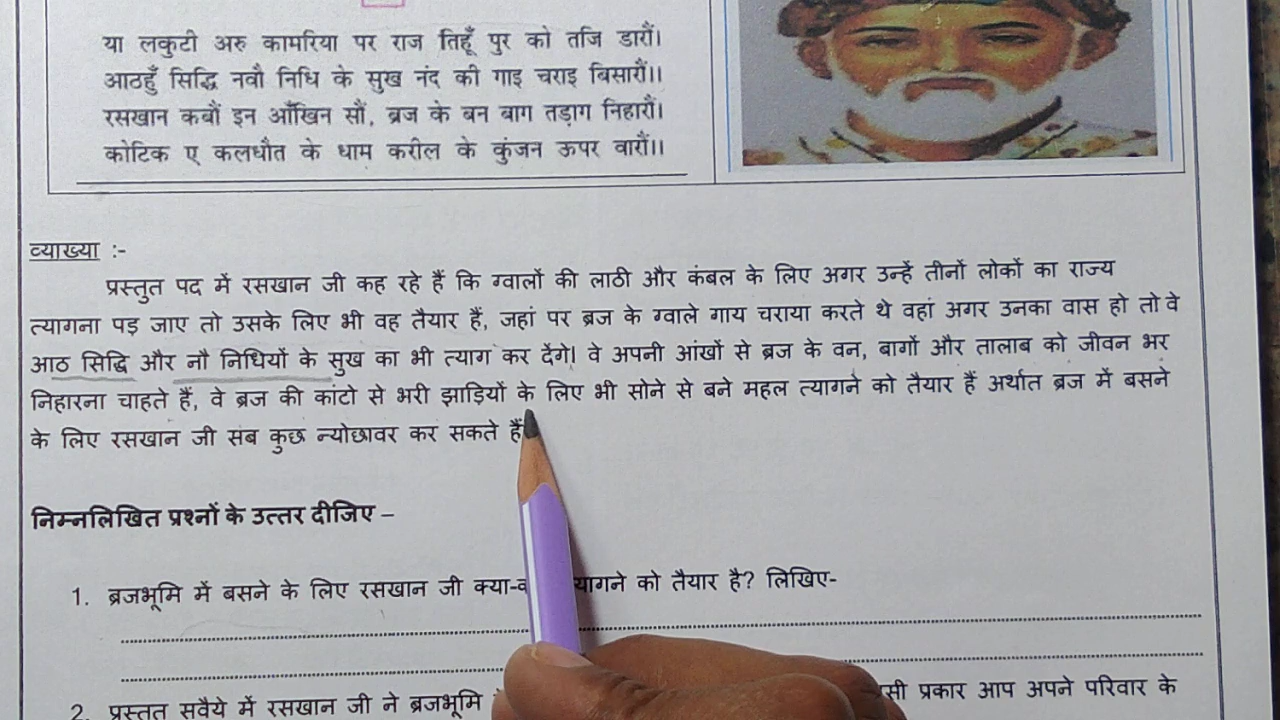 या लकुटी अरु कामरिया पर राज तिहूँ पुर को तजि डारौं।
आठहुँ सिद्धि नवौ निधि के सुख नंद की गाइ चराइ बिसारौं।।
रसखान कबौं इन आँखिन सौं, ब्रज के बन बाग तड़ाग निहारौं।
कोटिक ए कलधौत के धाम करील के कुंजन ऊपर वारौं।।
व्याख्या :-
प्रस्तुत पद में रसखान जी कह रहे हैं कि ग्वालों की लाठी और कंबल के लिए अगर उन्हें तीनों लोकों का राज्य
त्यागना पड़ जाए तो उसके लिए भी वह तैयार हैं, जहां पर ब्रज के ग्वाले गाय चराया करते थे वहां अगर उनका वास हो तो वे
आठ सिद्धि और नौ निधियों के सुख का भी त्याग कर देंगे। वे अपनी आंखों से ब्रज के वन, बागों और तालाब को जीवन भर
निहारना चाहते हैं, वे ब्रज की कांटो से भरी झाड़ियों के लिए भी सोने से बने महल त्यागने को तैयार हैं अर्थात ब्रज में बसने
के लिए रसखान जी सब कुछ न्योछावर कर सकते हैं
निम्नलिखित प्रश्नों के उत्तर दीजिए –
1. ब्रजभूमि में बसने के लिए रसखान जी को तैयार है? लिखिए-
2. प्रस्तुत सवैये में रसखान जी ने ब्रजभूमि प्रकार आप अपने परिवार के